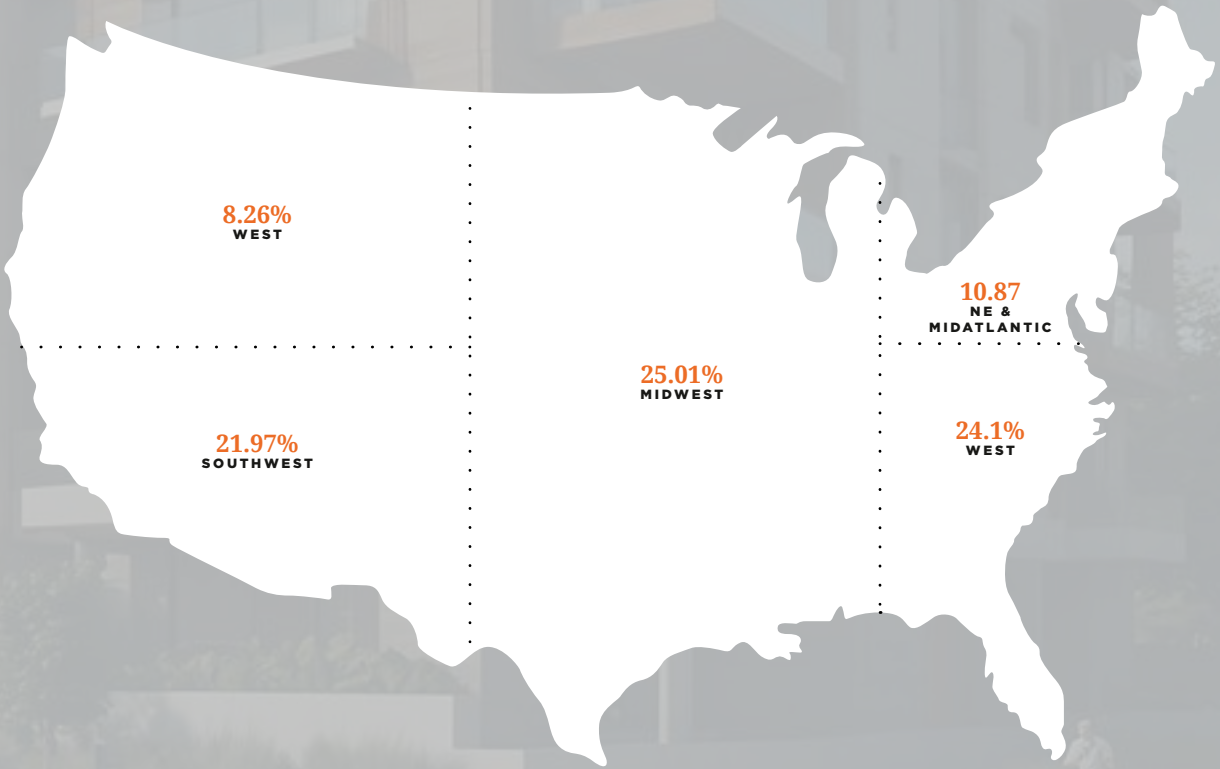 8.26%
WEST
10.87
NE &
MIDATLANTIC
25.01%
MIDWEST
24.1%
WEST
21.97%
SOUTHWEST